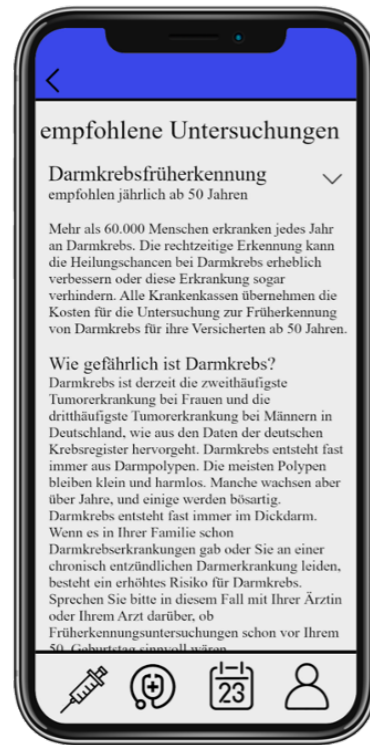 empfohlene Untersuchungen
Darmkrebsfrüherkennung
empfohlen jährlich ab 50 Jahren
Mehr als 60.000 Menschen erkranken jedes Jahr
an Darmkrebs. Die rechtzeitige Erkennung kann
die Heilungschancen bei Darmkrebs erheblich
verbessern oder diese Erkrankung sogar
verhindern. Alle Krankenkassen übernehmen die
Kosten für die Untersuchung zur Früherkennung
von Darmkrebs für ihre Versicherten ab 50 Jahren.
Wie gefährlich ist Darmkrebs?
Darmkrebs ist derzeit die zweithäufigste
Tumorerkrankung bei Frauen und die
dritthäufigste Tumorerkrankung bei Männern in
Deutschland, wie aus den Daten der deutschen
Krebsregister hervorgeht. Darmkrebs entsteht fast
immer aus Darmpolypen. Die meisten Polypen
bleiben klein und harmlos. Manche wachsen aber
über Jahre, und einige werden bösartig.
Darmkrebs entsteht fast immer im Dickdarm.
Wenn es in Ihrer Familie schon
Darmkrebserkrankungen gab oder Sie an einer
chronisch entzündlichen Darmerkrankung leiden,
besteht ein erhöhtes Risiko für Darmkrebs.
Sprechen Sie bitte in diesem Fall mit Ihrer Ärztin
oder Ihrem Arzt darüber, ob
Früherkennungsuntersuchungen schon vor Ihrem
50. Geburtstag sinnvoll wären
23